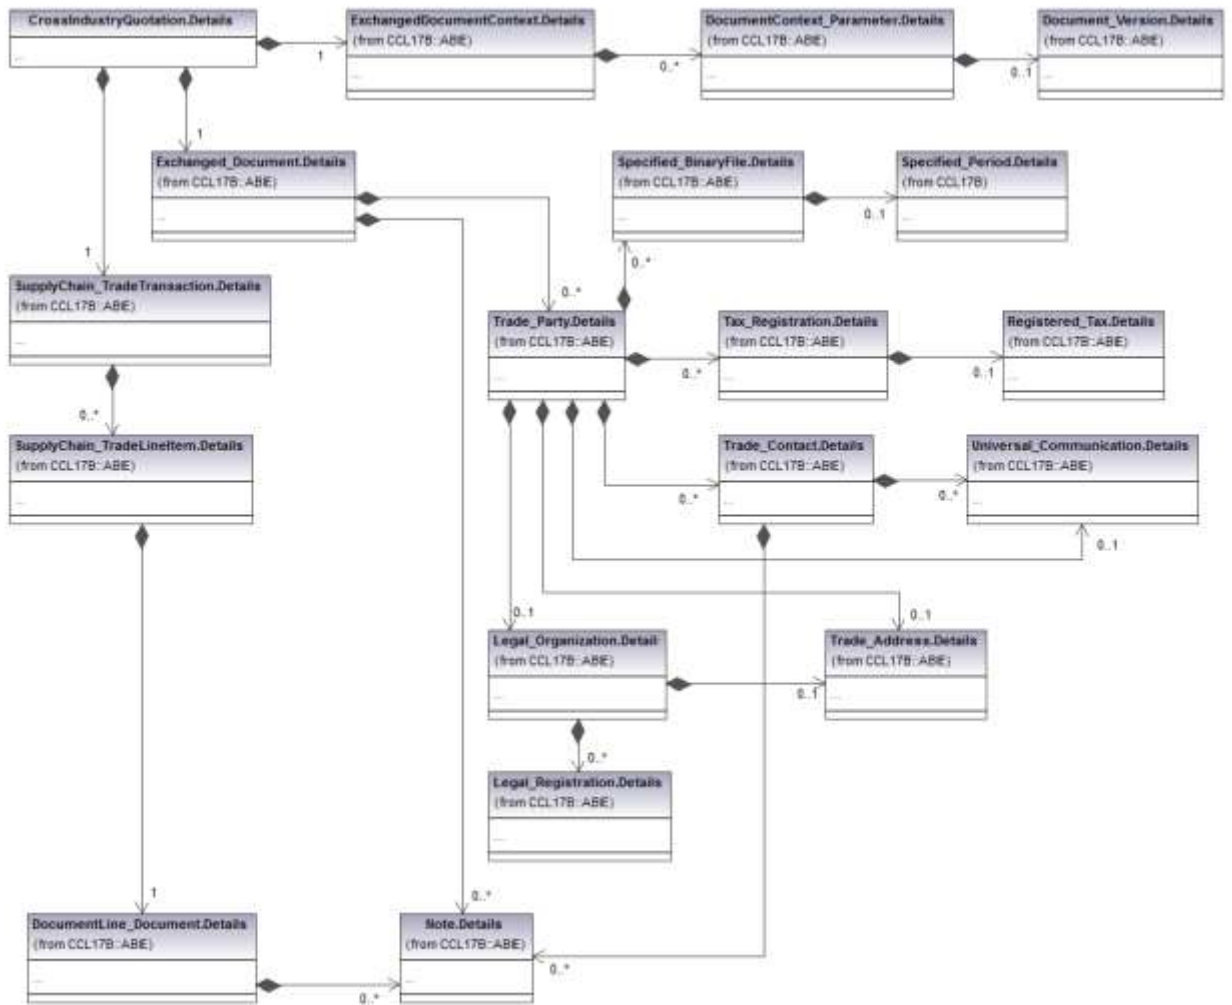 CrossIndustryQuotation.Details
...
1
ExchangedDocumentContext.Details
(from CCL17B::ABIE)
...
0..*
DocumentContext_Parameter.Details
(from CCL17B::ABIE)
...
0..1
Document_Version.Details
(from CCL17B::ABIE)
...
1
Exchanged_Document.Details
(from CCL17B::ABIE)
...
Specified_BinaryFile.Details
(from CCL17B::ABIE)
...
0..1
Specified_Period.Details
(from CCL17B)
...
1
0..*
0..*
SupplyChain_TradeTransaction.Details
(from CCL17B::ABIE)
...
Trade_Party.Details
(from CCL17B::ABIE)
...
0..*
Tax_Registration.Details
(from CCL17B::ABIE)
...
0..1
Registered_Tax.Details
(from CCL17B::ABIE)
...
0..*
SupplyChain_TradeLineItem.Details
(from CCL17B::ABIE)
...
0..*
Trade_Contact.Details
(from CCL17B::ABIE)
...
0..*
Universal_Communication.Details
(from CCL17B::ABIE)
...
0..1
0..1
0..1
Legal_Organization.Detail
(from CCL17B::ABIE)
...
0..1
Trade_Address.Details
(from CCL17B::ABIE)
...
0..*
Legal_Registration.Details
(from CCL17B::ABIE)
...
1
0..*
DocumentLine_Document.Details
(from CCL17B::ABIE)
...
0..*
Note.Details
(from CCL17B::ABIE)
...
0..*